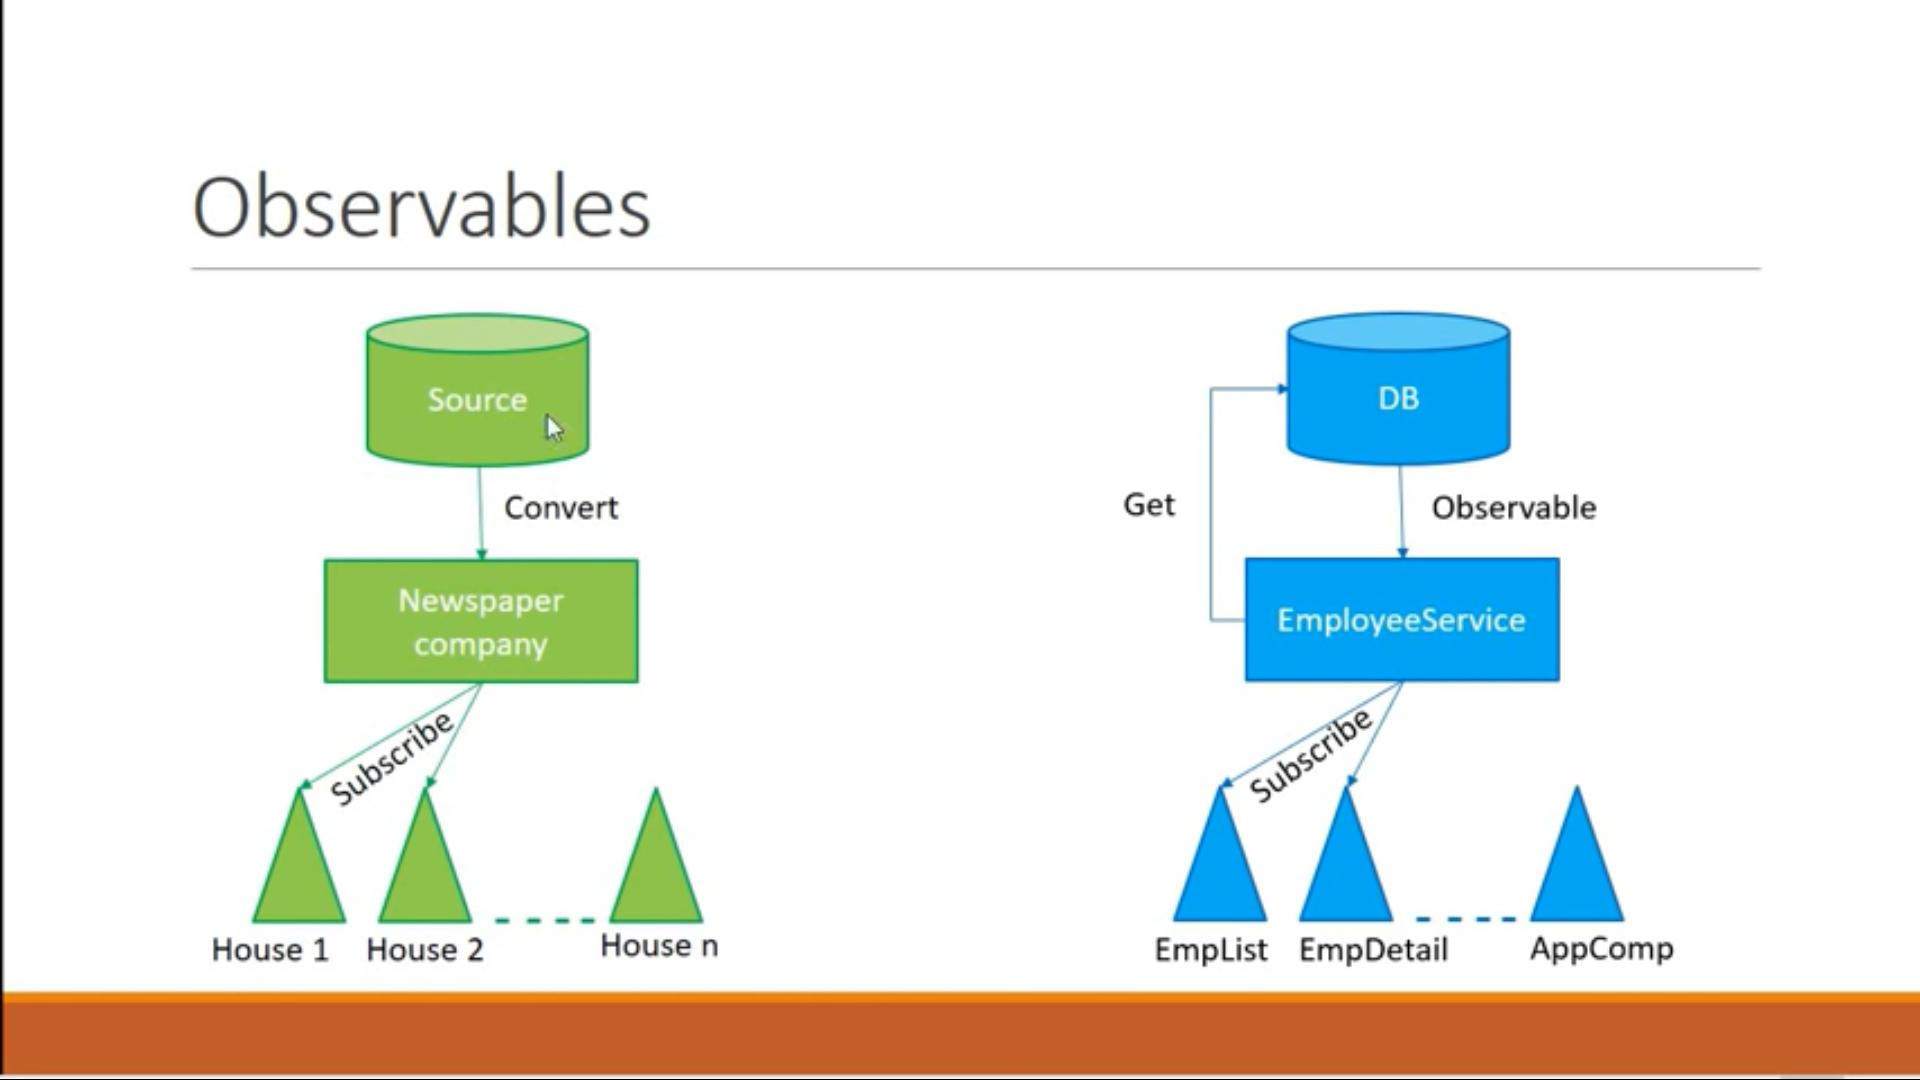 Observables
Source
Convert
Newspaper
company
Subscribe
House 1
House 2
House n
DB
Get
Observable
EmployeeService
Subscribe
EmpList
EmpDetail
AppComp